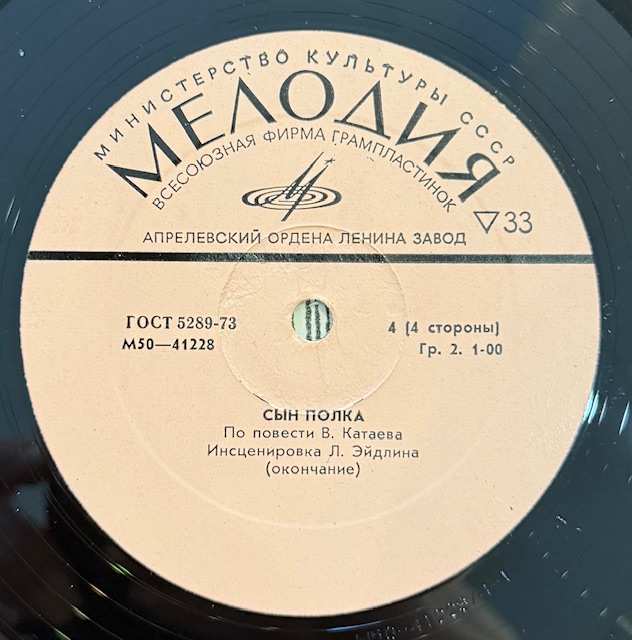 МИНИСТЕРСТВО КУЛЬТУРЫ СССР
МЕЛОДИЯ
ВСЕСОЮЗНАЯ ФИРМА ГРАМПЛАСТИНОК
▽33
АПРЕЛЕВСКИЙ ОРДЕНА ЛЕНИНА ЗАВОД
ГОСТ 5289-73
М50—41228
4 (4 стороны)
Гр. 2. 1-00
СЫН ПОЛКА
По повести В. Катаева
Инсценировка Л. Эйдлина
(окончание)